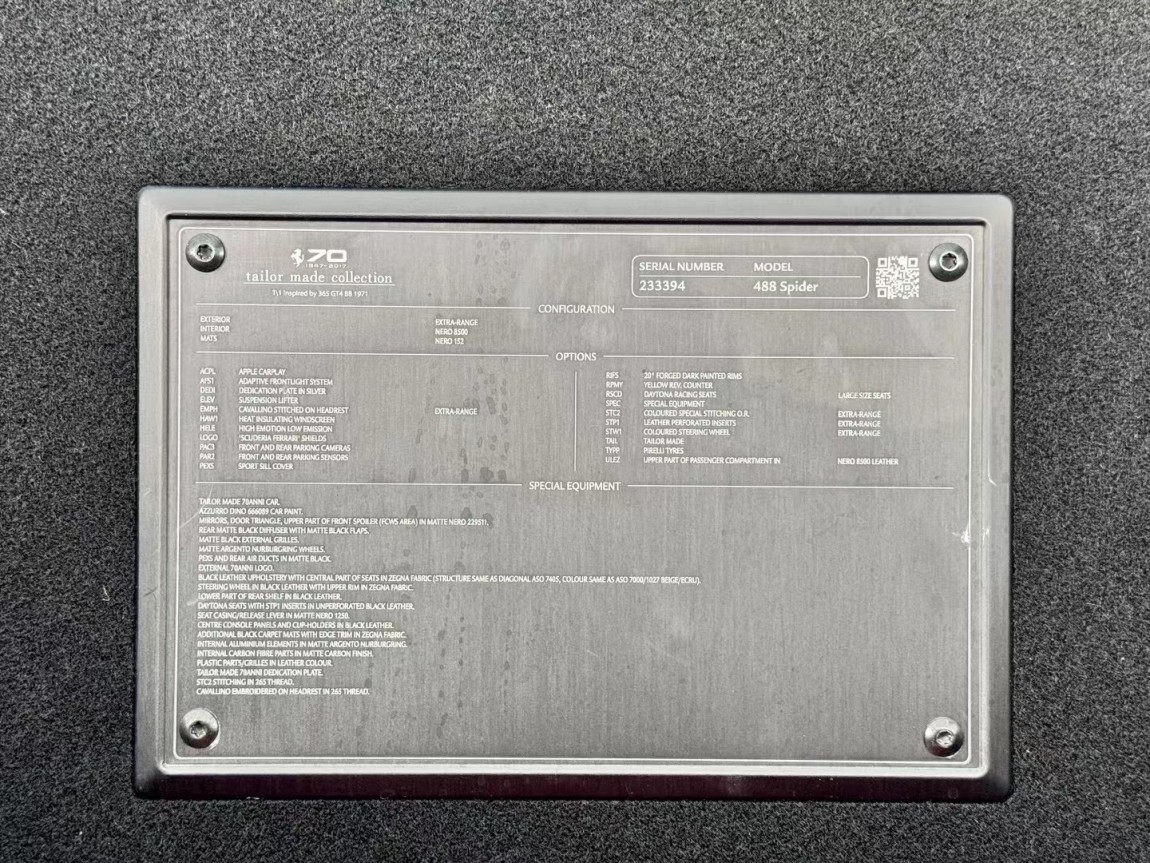 70
1947-2017
tailor made collection
1\1 Inspired by 365 GT4 BB 1971
SERIAL NUMBER MODEL
233394 488 Spider
CONFIGURATION
EXTERIOR EXTRA-RANGE
INTERIOR NERO 8500
MATS NERO 152
OPTIONS
ACPL APPLE CARPLAY
AFS1 ADAPTIVE FRONTLIGHT SYSTEM
DEDI DEDICATION PLATE IN SILVER
ELEV SUSPENSION LIFTER
EMPH CAVALLINO STITCHED ON HEADREST EXTRA-RANGE
HAW1 HEAT INSULATING WINDSCREEN
HELE HIGH EMOTION LOW EMISSION
LOGO "SCUDERIA FERRARI" SHIELDS
PAC3 FRONT AND REAR PARKING CAMERAS
PAR2 FRONT AND REAR PARKING SENSORS
PEXS SPORT SILL COVER
RIFS 20" FORGED DARK PAINTED RIMS
RPMY YELLOW REV. COUNTER
RSCD DAYTONA RACING SEATS LARGE SIZE SEATS
SPEC SPECIAL EQUIPMENT
STC2 COLOURED SPECIAL STITCHING O.R. EXTRA-RANGE
STP1 LEATHER PERFORATED INSERTS EXTRA-RANGE
STW1 COLOURED STEERING WHEEL EXTRA-RANGE
TAIL TAILOR MADE
TYPP PIRELLI TYRES
ULE2 UPPER PART OF PASSENGER COMPARTMENT IN NERO 8500 LEATHER
SPECIAL EQUIPMENT
TAILOR MADE 70ANNI CAR.
AZZURRO DINO 666089 CAR PAINT.
MIRRORS, DOOR TRIANGLE, UPPER PART OF FRONT SPOILER (FCWS AREA) IN MATTE NERO 229511.
REAR MATTE BLACK DIFFUSER WITH MATTE BLACK FLAPS.
MATTE BLACK EXTERNAL GRILLES.
MATTE ARGENTO NURBURGRING WHEELS.
PEXS AND REAR AIR DUCTS IN MATTE BLACK.
EXTERNAL 70ANNI LOGO.
BLACK LEATHER UPHOLSTERY WITH CENTRAL PART OF SEATS IN ZEGNA FABRIC (STRUCTURE SAME AS DIAGONAL ASO 7405, COLOUR SAME AS ASO 7000/1027 BEIGE/ECRU).
STEERING WHEEL IN BLACK LEATHER WITH UPPER RIM IN ZEGNA FABRIC.
LOWER PART OF REAR SHELF IN BLACK LEATHER.
DAYTONA SEATS WITH STP1 INSERTS IN UNPERFORATED BLACK LEATHER.
SEAT CASING/RELEASE LEVER IN MATTE NERO 1250.
CENTRE CONSOLE PANELS AND CUP-HOLDERS IN BLACK LEATHER.
ADDITIONAL BLACK CARPET MATS WITH EDGE TRIM IN ZEGNA FABRIC.
INTERNAL ALUMINIUM ELEMENTS IN MATTE ARGENTO NURBURGRING.
INTERNAL CARBON FIBRE PARTS IN MATTE CARBON FINISH.
PLASTIC PARTS/GRILLES IN LEATHER COLOUR.
TAILOR MADE 70ANNI DEDICATION PLATE.
STC2 STITCHING IN 265 THREAD.
CAVALLINO EMBROIDERED ON HEADREST IN 265 THREAD.